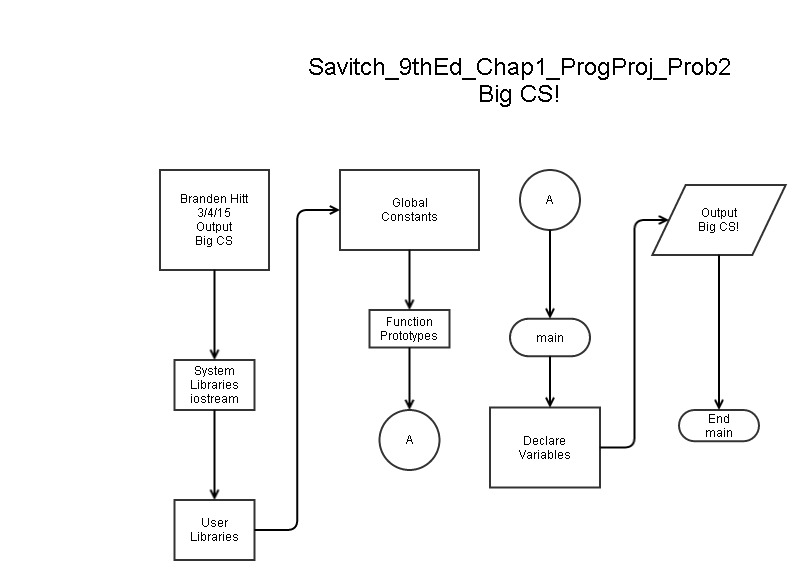 Savitch_9thEd_Chap1_ProgProj_Prob2
Big CS!
Branden Hitt
3/4/15
Output
Big CS
System
Libraries
iostream
User
Libraries
Global
Constants
Function
Prototypes
A
A
main
Declare
Variables
Output
Big CS!
End
main